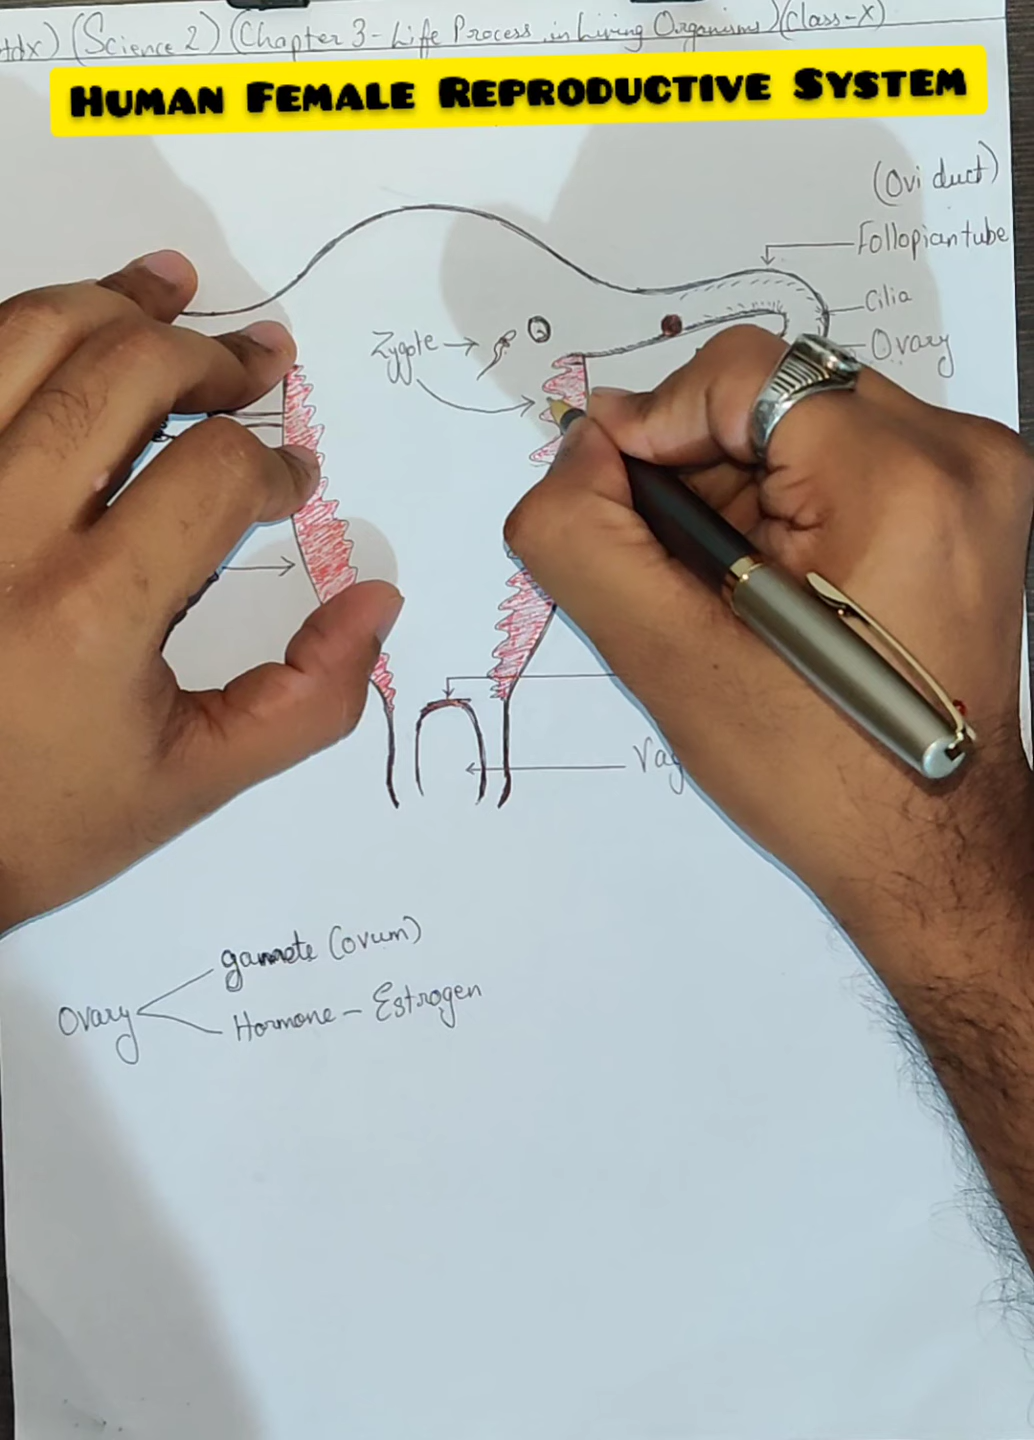 (Science 2) (Chapter 3 - Life Process in Living Organisms) (Class-X)
HUMAN FEMALE REPRODUCTIVE SYSTEM
(Ovi duct)
Follopian tube
Cilia
Zygote
Ovary
gamete (ovum)
Ovary
Hormone - Estrogen